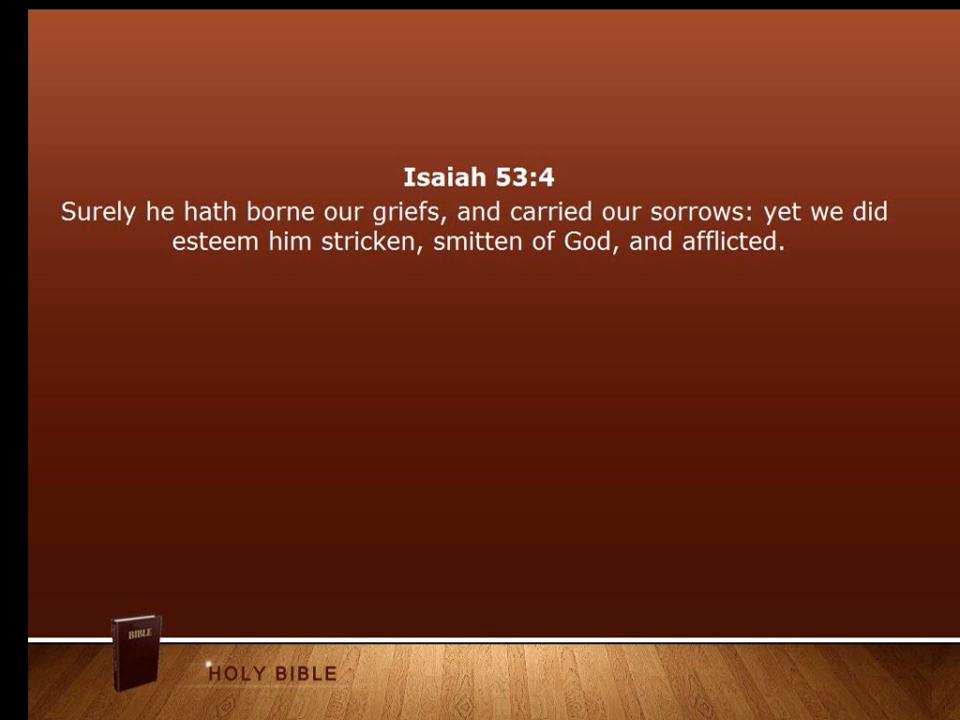 Isaiah 53:4
Surely he hath borne our griefs, and carried our sorrows: yet we did
esteem him stricken, smitten of God, and afflicted.
BIBLE
HOLY BIBLE